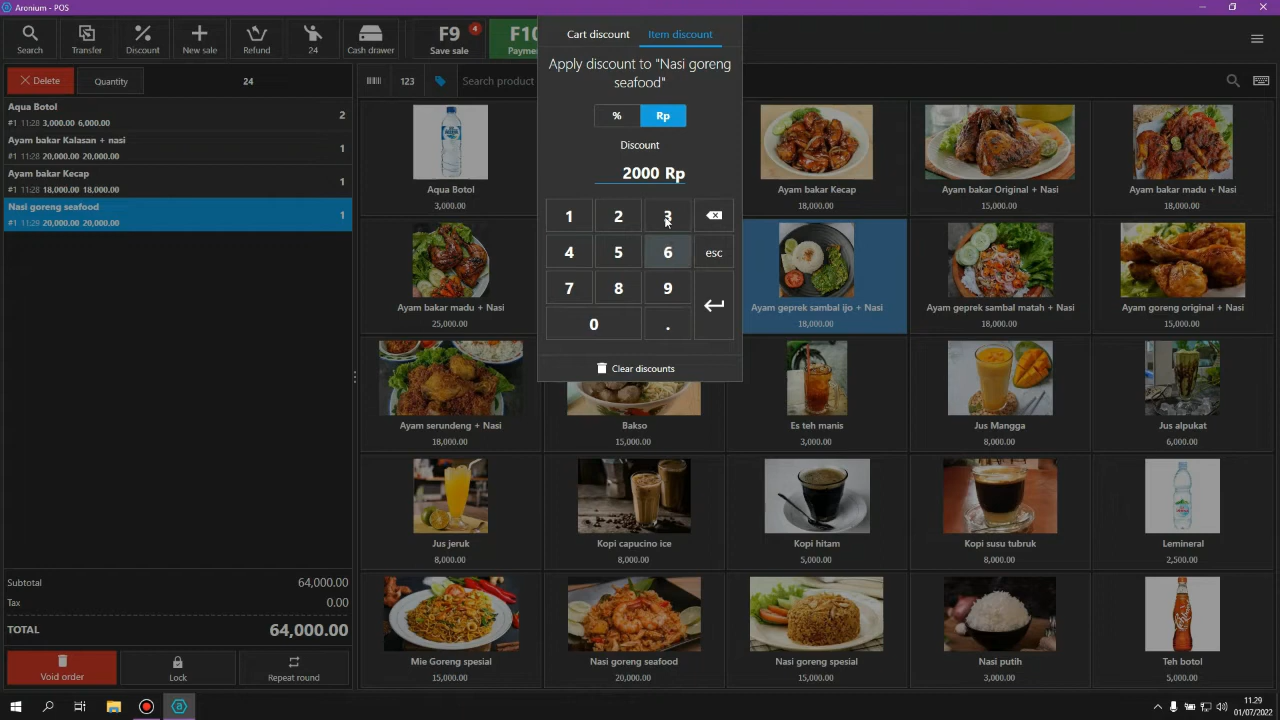 Aronium - POS
Search
Transfer
Discount
New sale
Refund
24
Cash drawer
F9
4
Save sale
F10
Payme
Cart discount
Item discount
Apply discount to "Nasi goreng
seafood"
%
Rp
Discount
2000 Rp
1
2
3
4
5
6
esc
7
8
9
0
.
Clear discounts
Delete
Quantity
24
Aqua Botol
2
#1 11:28 3,000.00 6,000.00
Ayam bakar Kalasan + nasi
1
#1 11:28 20,000.00 20,000.00
Ayam bakar Kecap
1
#1 11:28 18,000.00 18,000.00
Nasi goreng seafood
1
#1 11:29 20,000.00 20,000.00
Subtotal
64,000.00
Tax
0.00
TOTAL
64,000.00
Void order
Lock
Repeat round
123
Search product
Aqua Botol
3,000.00
Ayam bakar Kecap
18,000.00
Ayam bakar Original + Nasi
15,000.00
Ayam bakar madu + Nasi
18,000.00
Ayam bakar madu + Nasi
25,000.00
Ayam geprek sambal ijo + Nasi
18,000.00
Ayam geprek sambal matah + Nasi
18,000.00
Ayam goreng original + Nasi
15,000.00
Ayam serundeng + Nasi
18,000.00
Bakso
15,000.00
Es teh manis
3,000.00
Jus Mangga
8,000.00
Jus alpukat
6,000.00
Jus jeruk
8,000.00
Kopi capucino ice
8,000.00
Kopi hitam
5,000.00
Kopi susu tubruk
8,000.00
Lemineral
2,500.00
Mie Goreng spesial
15,000.00
Nasi goreng seafood
20,000.00
Nasi goreng spesial
15,000.00
Nasi putih
3,000.00
Teh botol
5,000.00
11.29
01/07/2022